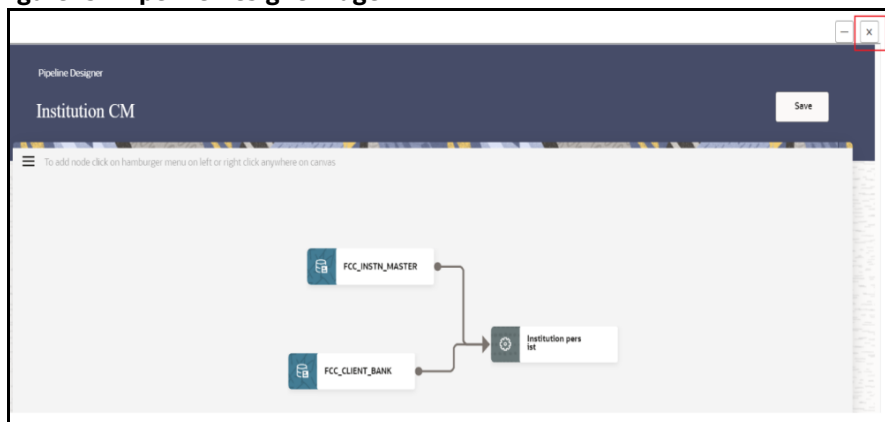 Pipeline Designer
Institution CM
Save
To add node click on hamburger menu on left or right click anywhere on canvas
FCC_INSTN_MASTER
Institution pers
ist
FCC_CLIENT_BANK